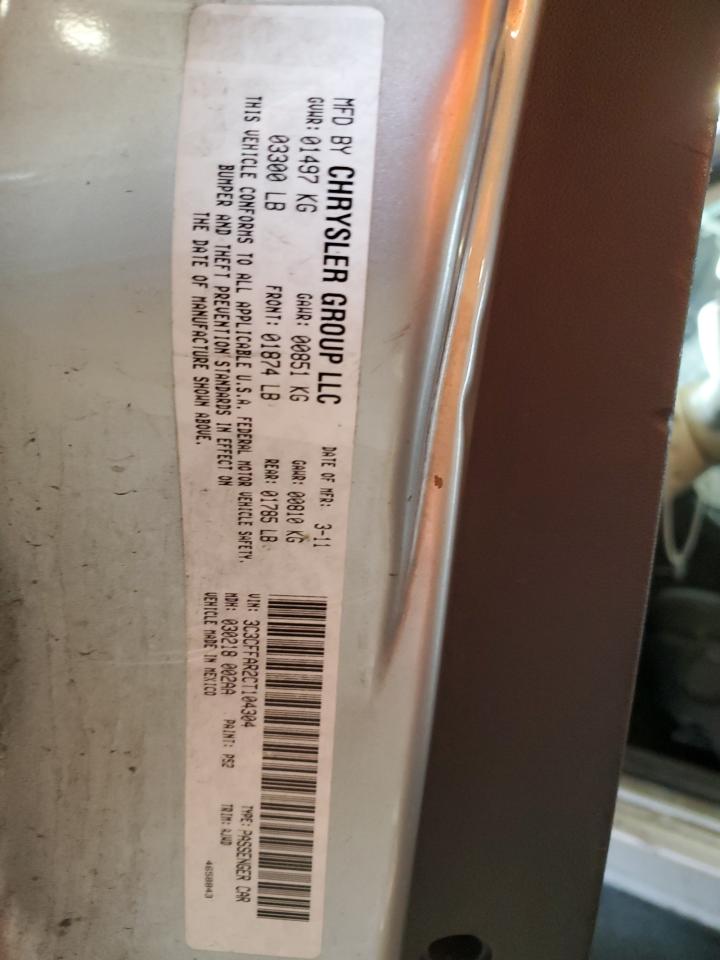 MFD BY CHRYSLER GROUP LLC DATE OF MFR: 3-11
GVWR: 01497 KG GAWR: 00851 KG GAWR: 00810 KG
03300 LB FRONT: 01874 LB REAR: 01785 LB
THIS VEHICLE CONFORMS TO ALL APPLICABLE U.S.A. FEDERAL MOTOR VEHICLE SAFETY,
BUMPER AND THEFT PREVENTION STANDARDS IN EFFECT ON
THE DATE OF MANUFACTURE SHOWN ABOVE.
VIN: 3C3CFFAR2CT104304 TYPE: PASSENGER CAR
MDH: 030218 002AA PAINT: PS2 TRIM:
VEHICLE MADE IN MEXICO 4658843